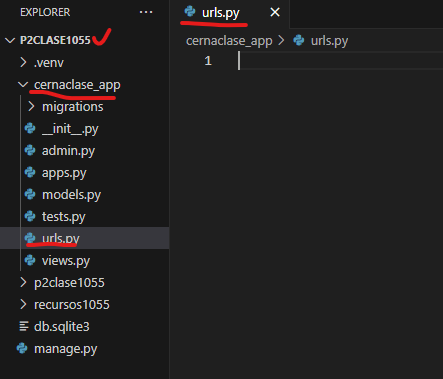 EXPLORER ···
P2CLASE1055
.venv
cernaclase_app
migrations
__init__.py
admin.py
apps.py
models.py
tests.py
urls.py
views.py
p2clase1055
recursos1055
db.sqlite3
manage.py
urls.py
cernaclase_app > urls.py
1